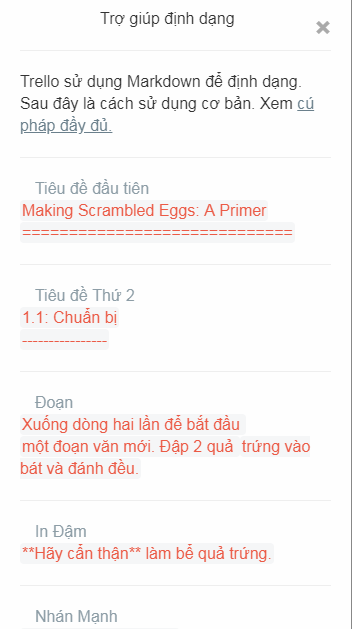 Trợ giúp định dạng
Trello sử dụng Markdown để định dạng.
Sau đây là cách sử dụng cơ bản. Xem cú
pháp đầy đủ.
Tiêu đề đầu tiên
Making Scrambled Eggs: A Primer
=============================
Tiêu đề Thứ 2
1.1: Chuẩn bị
----------------
Đoạn
Xuống dòng hai lần để bắt đầu
một đoạn văn mới. Đập 2 quả trứng vào
bát và đánh đều.
In Đậm
**Hãy cẩn thận** làm bể quả trứng.
Nhán Mạnh